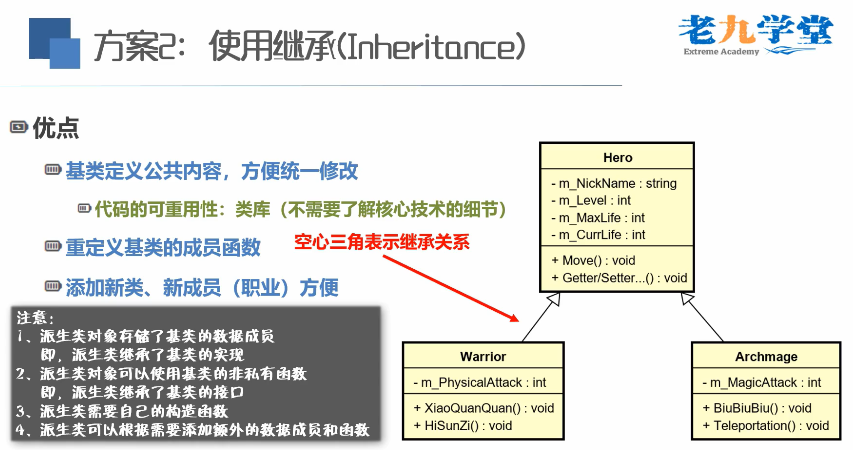 方案2：使用继承(Inheritance)
老九学堂
Extreme Academy
优点
基类定义公共内容，方便统一修改
代码的可重用性：类库（不需要了解核心技术的细节）
重定义基类的成员函数
空心三角表示继承关系
添加新类、新成员（职业）方便
注意：
1、派生类对象存储了基类的数据成员
即，派生类继承了基类的实现
2、派生类对象可以使用基类的非私有函数
即，派生类继承了基类的接口
3、派生类需要自己的构造函数
4、派生类可以根据需要添加额外的数据成员和函数
Hero
- m_NickName : string
- m_Level : int
- m_MaxLife : int
- m_CurrLife : int
+ Move() : void
+ Getter/Setter...() : void
Warrior
- m_PhysicalAttack : int
+ XiaoQuanQuan() : void
+ HiSunZi() : void
Archmage
- m_MagicAttack : int
+ BiuBiuBiu() : void
+ Teleportation() : void